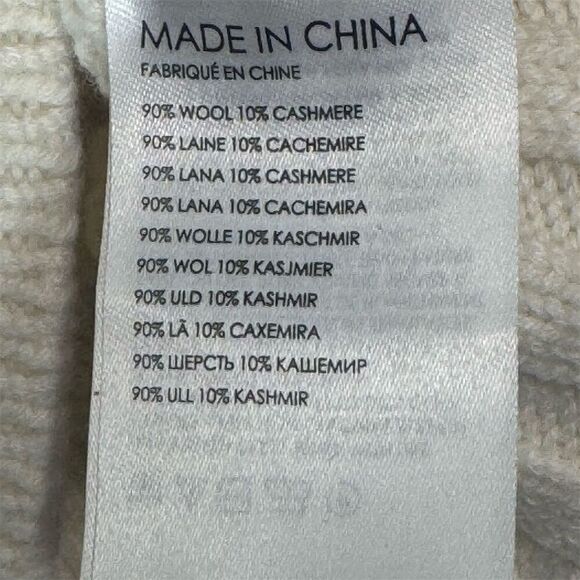 MADE IN CHINA
FABRIQUÉ EN CHINE
90% WOOL 10% CASHMERE
90% LAINE 10% CACHEMIRE
90% LANA 10% CASHMERE
90% LANA 10% CACHEMIRA
90% WOLLE 10% KASCHMIR
90% WOL 10% KASJMIER
90% ULD 10% KASHMIR
90% LÃ 10% CAXEMIRA
90% ШЕРСТЬ 10% КАШЕМИР
90% ULL 10% KASHMIR